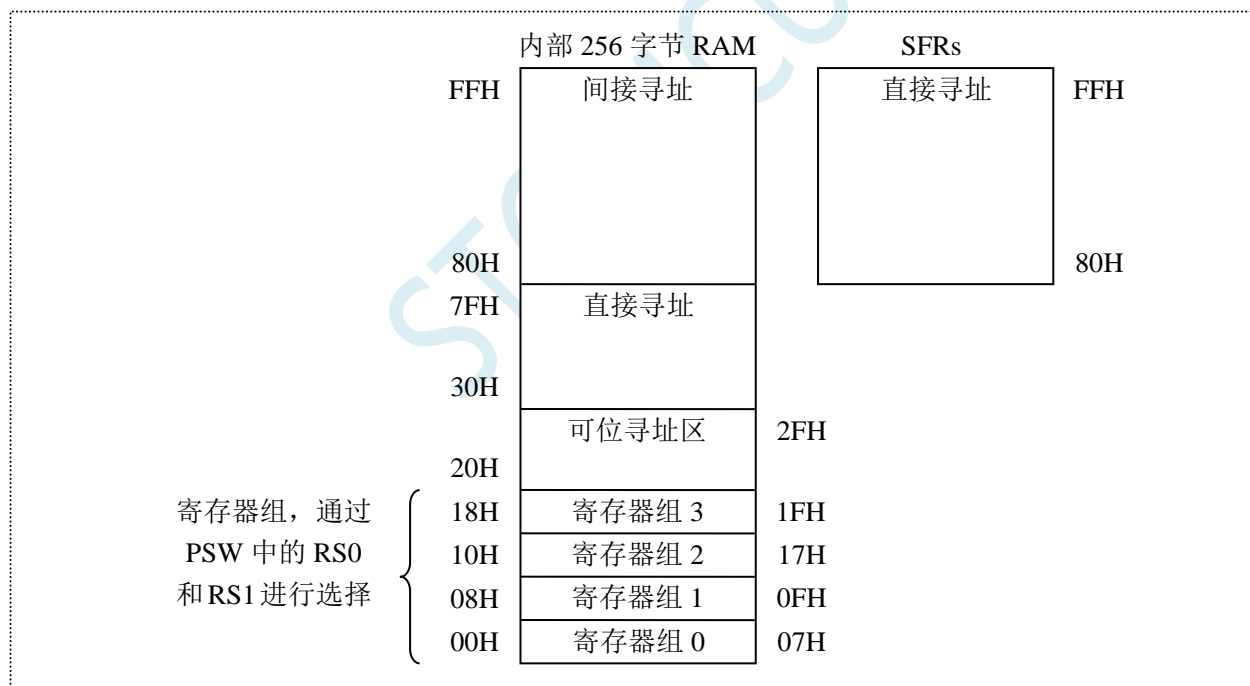 内部 256 字节 RAM SFRs
FFH 间接寻址 直接寻址 FFH
80H 80H
7FH 直接寻址
30H
可位寻址区 2FH
20H
寄存器组，通过 18H 寄存器组 3 1FH
PSW 中的 RS0 10H 寄存器组 2 17H
和RS1进行选择 08H 寄存器组 1 0FH
00H 寄存器组 0 07H